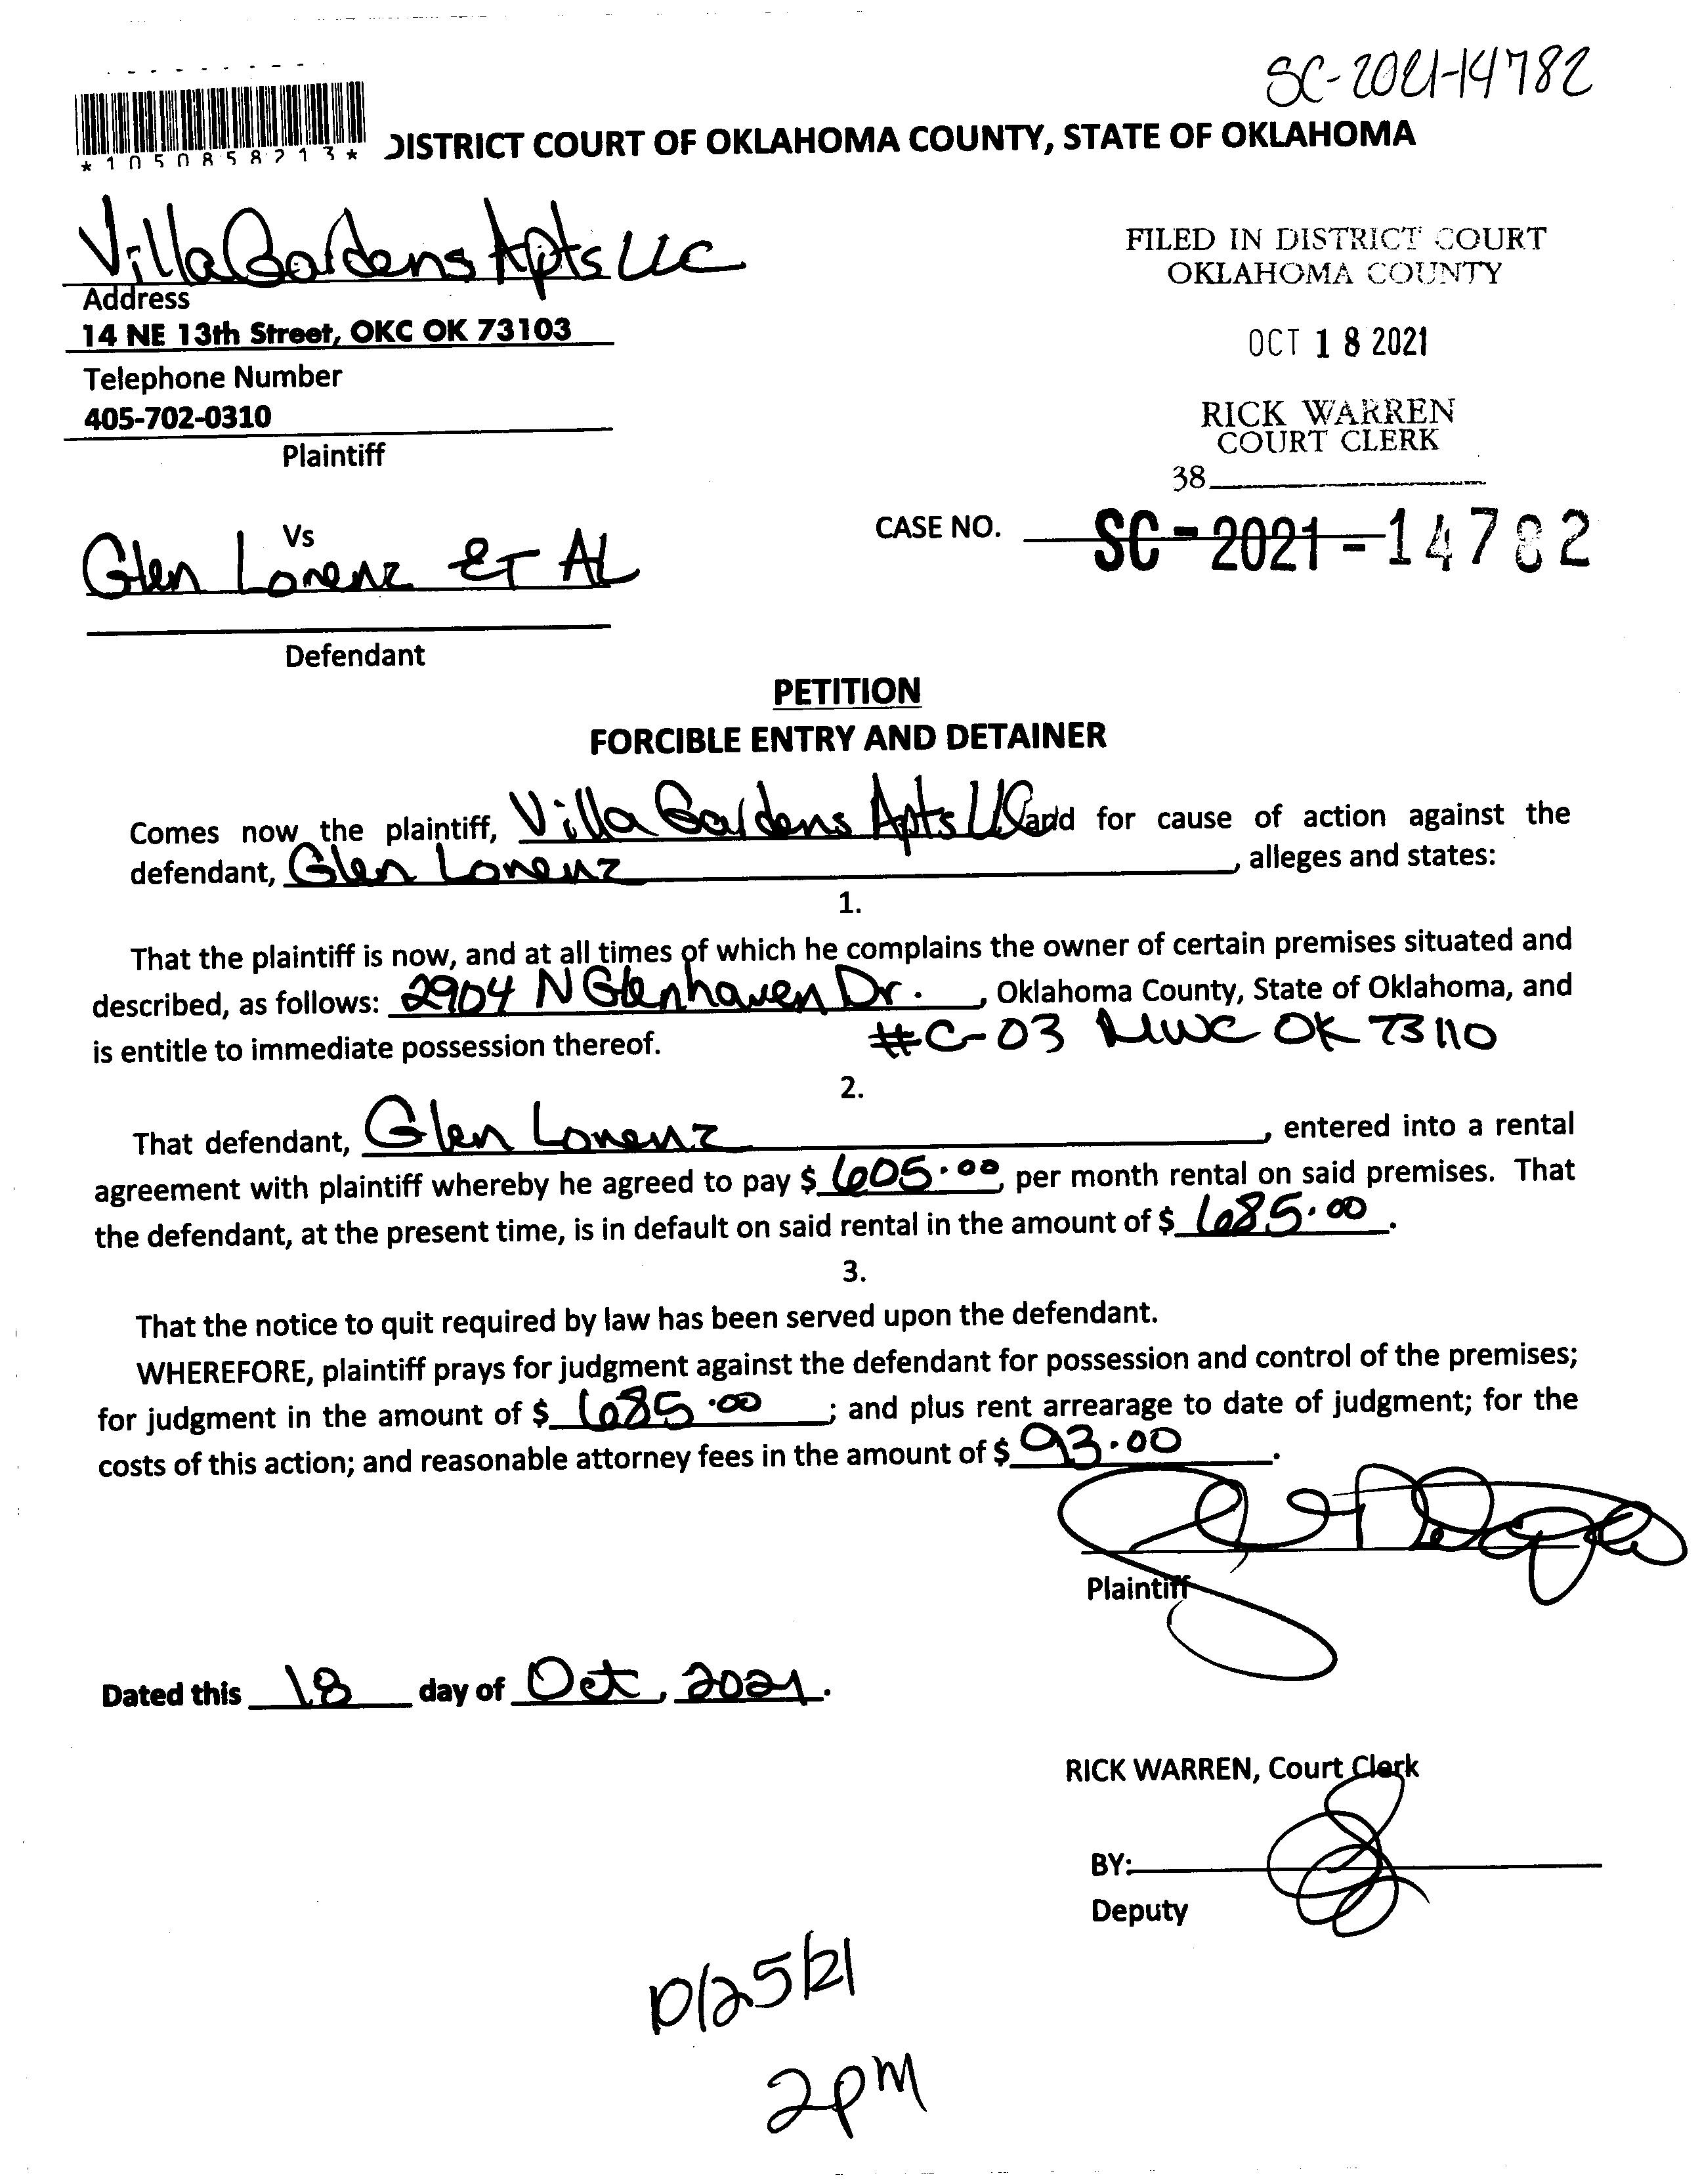 SC-2021-14782
*1050858213*
DISTRICT COURT OF OKLAHOMA COUNTY, STATE OF OKLAHOMA
Villa Gardens Apts LLC
Address
14 NE 13th Street, OKC OK 73103
Telephone Number
405-702-0310
Plaintiff
FILED IN DISTRICT COURT
OKLAHOMA COUNTY
OCT 18 2021
RICK WARREN
COURT CLERK
38
Vs
Glen Lorenz ET AL
Defendant
CASE NO. SC-2021-14782
PETITION
FORCIBLE ENTRY AND DETAINER
Comes now the plaintiff, Villa Gardens Apts LLC and for cause of action against the
defendant, Glen Lorenz, alleges and states:
1.
That the plaintiff is now, and at all times of which he complains the owner of certain premises situated and
described, as follows: 2904 N Glenhaven Dr., Oklahoma County, State of Oklahoma, and
is entitle to immediate possession thereof. #C-03 MWC OK 73110
2.
That defendant, Glen Lorenz, entered into a rental
agreement with plaintiff whereby he agreed to pay $ 605.00, per month rental on said premises. That
the defendant, at the present time, is in default on said rental in the amount of $ 685.00.
3.
That the notice to quit required by law has been served upon the defendant.
WHEREFORE, plaintiff prays for judgment against the defendant for possession and control of the premises;
for judgment in the amount of $ 685.00; and plus rent arrearage to date of judgment; for the
costs of this action; and reasonable attorney fees in the amount of $ 93.00.
Plaintiff
Dated this 18 day of Oct, 2021.
RICK WARREN, Court Clerk
BY:
Deputy
10/25/21
2pm